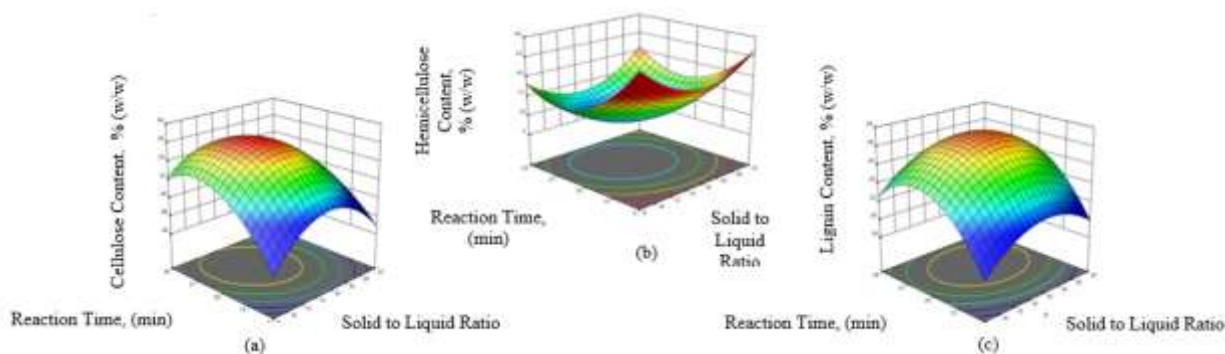 Cellulose Content, % (w/w)
Reaction Time, (min)
Solid to Liquid Ratio
(a)
Hemicellulose
Content,
% (w/w)
Reaction Time,
(min)
Solid to
Liquid
Ratio
(b)
Lignin Content, % (w/w)
Reaction Time, (min)
Solid to Liquid Ratio
(c)